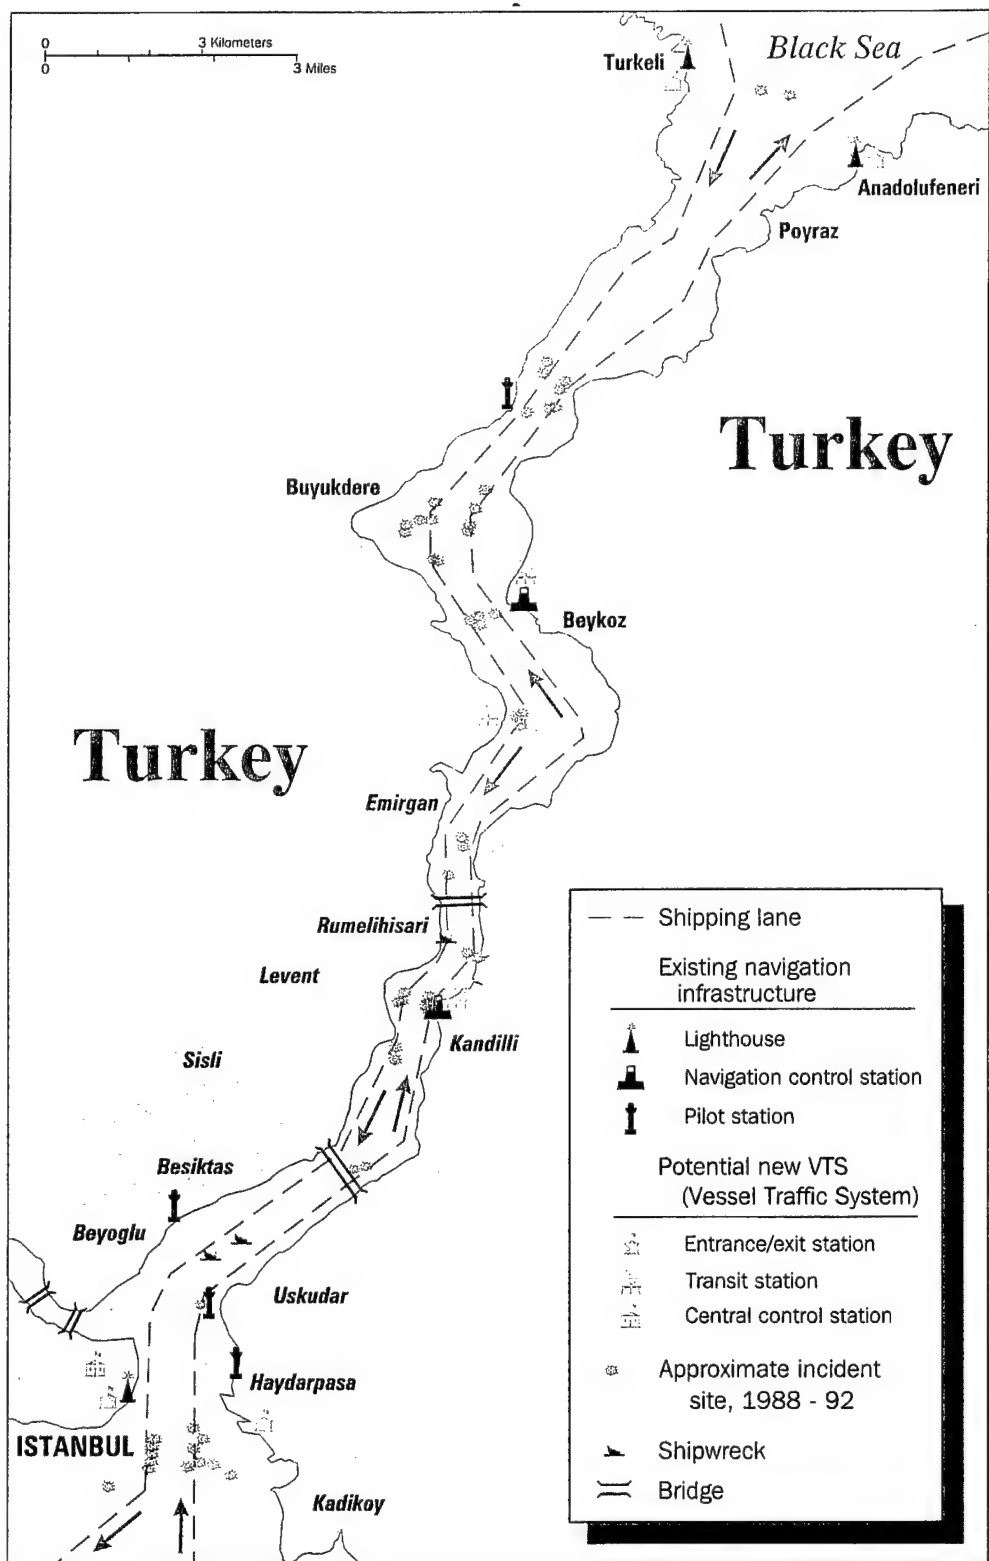 0 3 Kilometers
0 3 Miles
Black Sea
Turkeli
Anadolufeneri
Poyraz
Turkey
Buyukdere
Beykoz
Turkey
Emirgan
Rumelihisari
Levent
Kandilli
Sisli
Besiktas
Beyoglu
Uskudar
Haydarpasa
ISTANBUL
Kadikoy
Shipping lane
Existing navigation
infrastructure
Lighthouse
Navigation control station
Pilot station
Potential new VTS
(Vessel Traffic System)
Entrance/exit station
Transit station
Central control station
Approximate incident
site, 1988 - 92
Shipwreck
Bridge